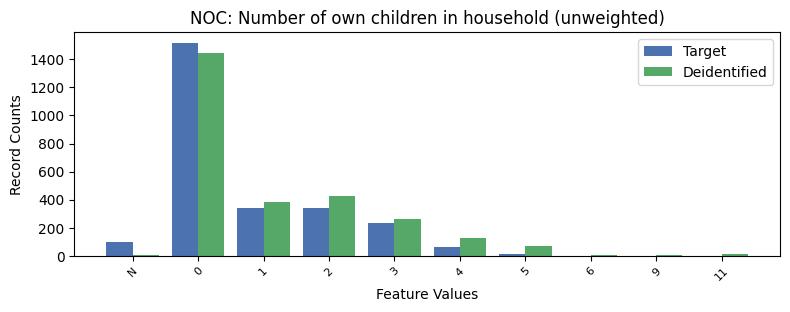 NOC: Number of own children in household (unweighted)
Target
Deidentified
Record Counts
1400
1200
1000
800
600
400
200
0
N 0 1 2 3 4 5 6 9 11
Feature Values